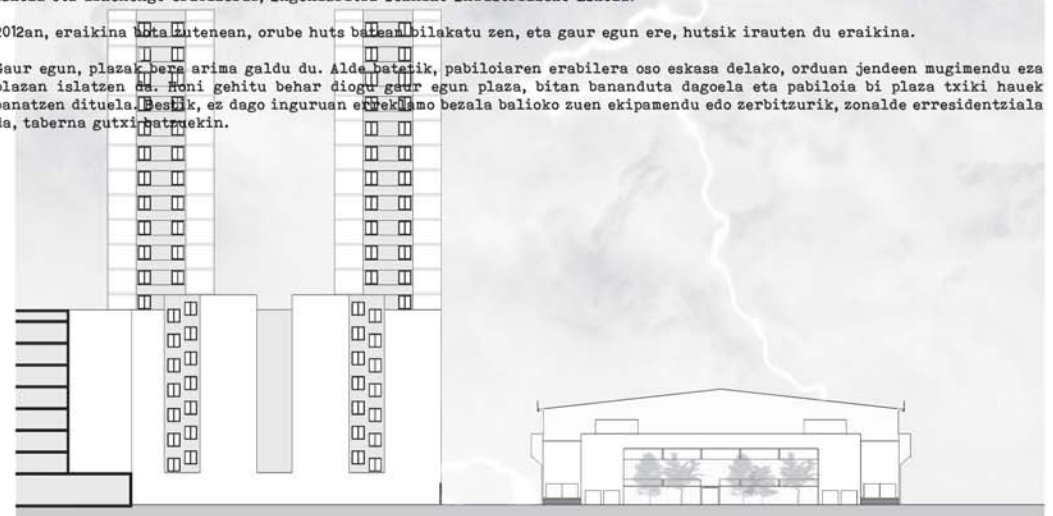 2012an, eraikina bota zutenean, orube huts batean bilakatu zen, eta gaur egun ere, hutsik irauten du eraikina.
Gaur egun, plazak bere arima galdu du. Alde batetik, pabiloiaren erabilera oso eskasa delako, orduan jendeen mugimendu eza
plazan islatzen da. Honi gehitu behar diogu gaur egun plaza, bitan bananduta dagoela eta pabiloia bi plaza txiki hauek
banatzen dituela. Bestik, ez dago inguruan erreklamo bezala balioko zuen ekipamendu edo zerbitzurik, zonalde erresidentziala
da, taberna gutxi batzuekin.